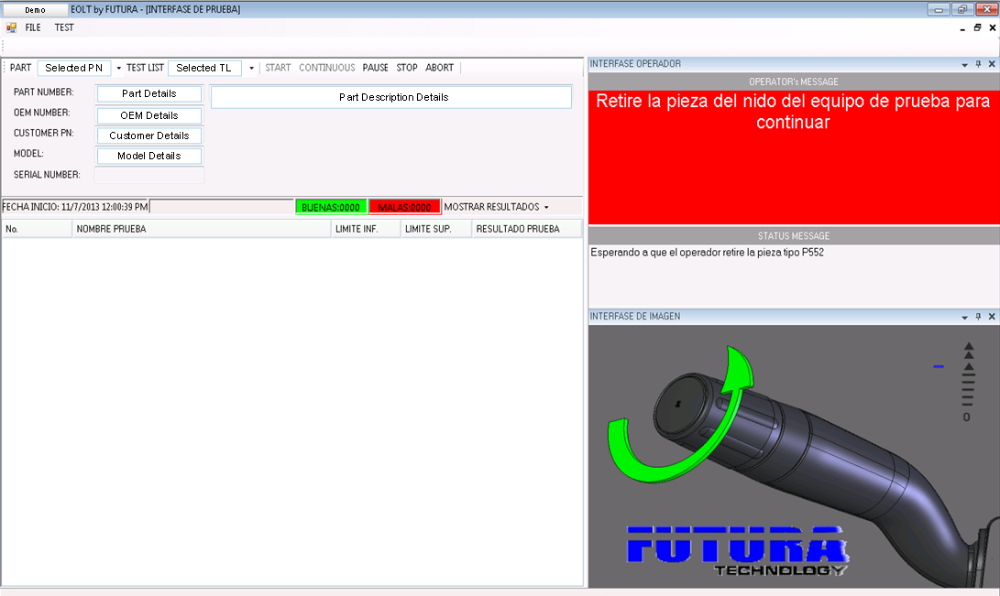 Demo EOLT by FUTURA - [INTERFASE DE PRUEBA]
FILE TEST
PART Selected PN TEST LIST Selected TL START CONTINUOUS PAUSE STOP ABORT
PART NUMBER: Part Details Part Description Details
OEM NUMBER: OEM Details
CUSTOMER PN: Customer Details
MODEL: Model Details
SERIAL NUMBER:
FECHA INICIO: 11/7/2013 12:00:39 PM BUENAS:0000 MALAS:0000 MOSTRAR RESULTADOS
No. NOMBRE PRUEBA LIMITE INF. LIMITE SUP. RESULTADO PRUEBA
INTERFASE OPERADOR
OPERATOR's MESSAGE
Retire la pieza del nido del equipo de prueba para
continuar
STATUS MESSAGE
Esperando a que el operador retire la pieza tipo P552
INTERFASE DE IMAGEN
0
FUTURA
TECHNOLOGY